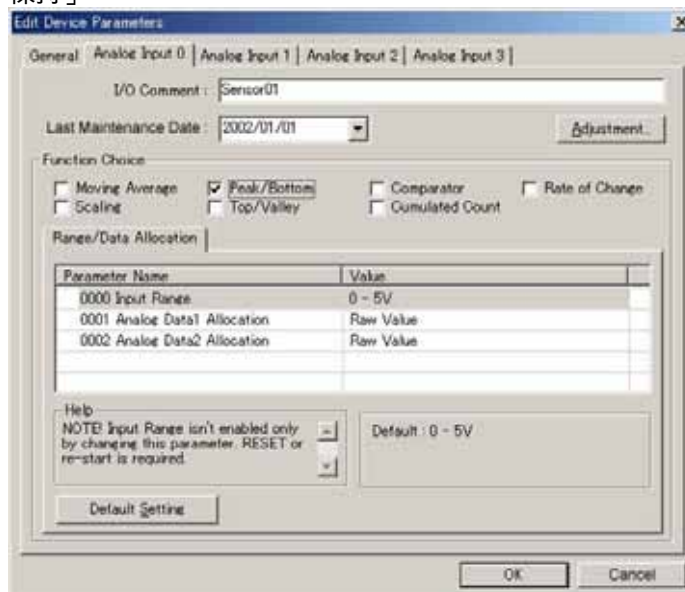 Edit Device Parameters
General Analog Input 0 Analog Input 1 Analog Input 2 Analog Input 3
I/O Comment : Sensor01
Last Maintenance Date : 2002/01/01 Adjustment...
Function Choice
Moving Average Peak/Bottom Comparator Rate of Change
Scaling Top/Valley Cumulated Count
Range/Data Allocation
Parameter Name Value
0000 Input Range 0 - 5V
0001 Analog Data1 Allocation Raw Value
0002 Analog Data2 Allocation Raw Value
Help
NOTE! Input Range isn't enabled only
by changing this parameter. RESET or
re-start is required.
Default : 0 - 5V
Default Setting
OK Cancel